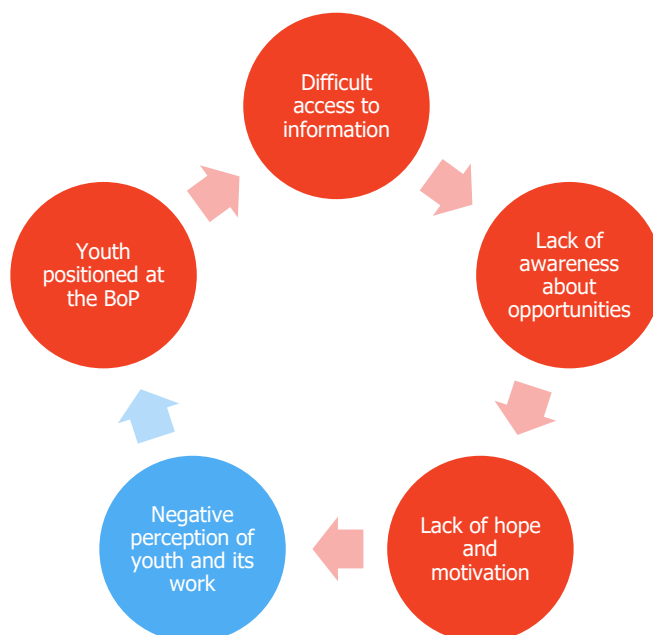 Difficult
access to
information
Lack of
awareness
about
opportunities
Lack of hope
and
motivation
Negative
perception of
youth and its
work
Youth
positioned at
the BoP